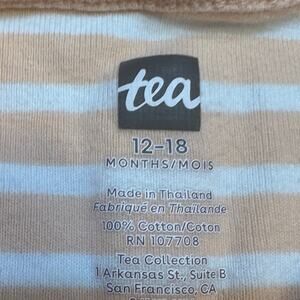 tea
12-18
MONTHS/MOIS
Made in Thailand
Fabriqué en Thaïlande
100% Cotton/Coton
RN 107708
Tea Collection
1 Arkansas St., Suite B
San Francisco, CA